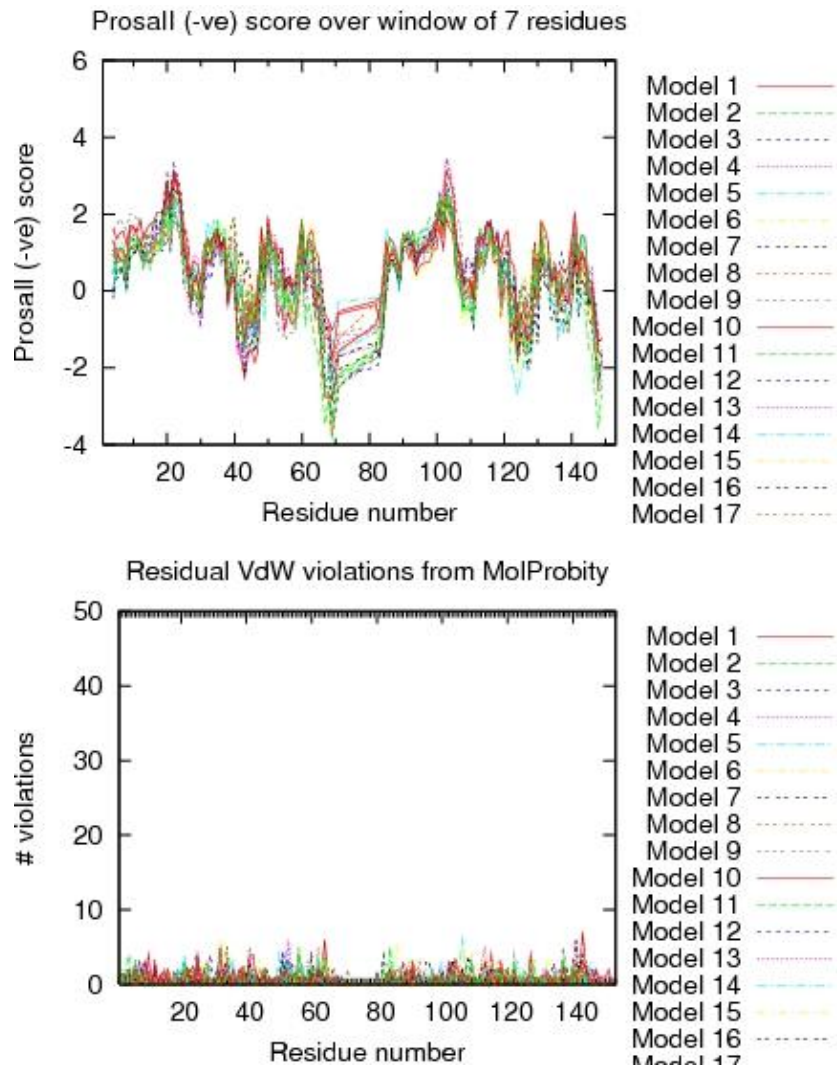 ProsaII (-ve) score over window of 7 residues
6
4
2
0
-2
-4
ProsaII (-ve) score
20 40 60 80 100 120 140
Residue number
Model 1
Model 2
Model 3
Model 4
Model 5
Model 6
Model 7
Model 8
Model 9
Model 10
Model 11
Model 12
Model 13
Model 14
Model 15
Model 16
Model 17
Residual VdW violations from MolProbity
50
40
30
20
10
0
# violations
20 40 60 80 100 120 140
Residue number
Model 1
Model 2
Model 3
Model 4
Model 5
Model 6
Model 7
Model 8
Model 9
Model 10
Model 11
Model 12
Model 13
Model 14
Model 15
Model 16
Model 17